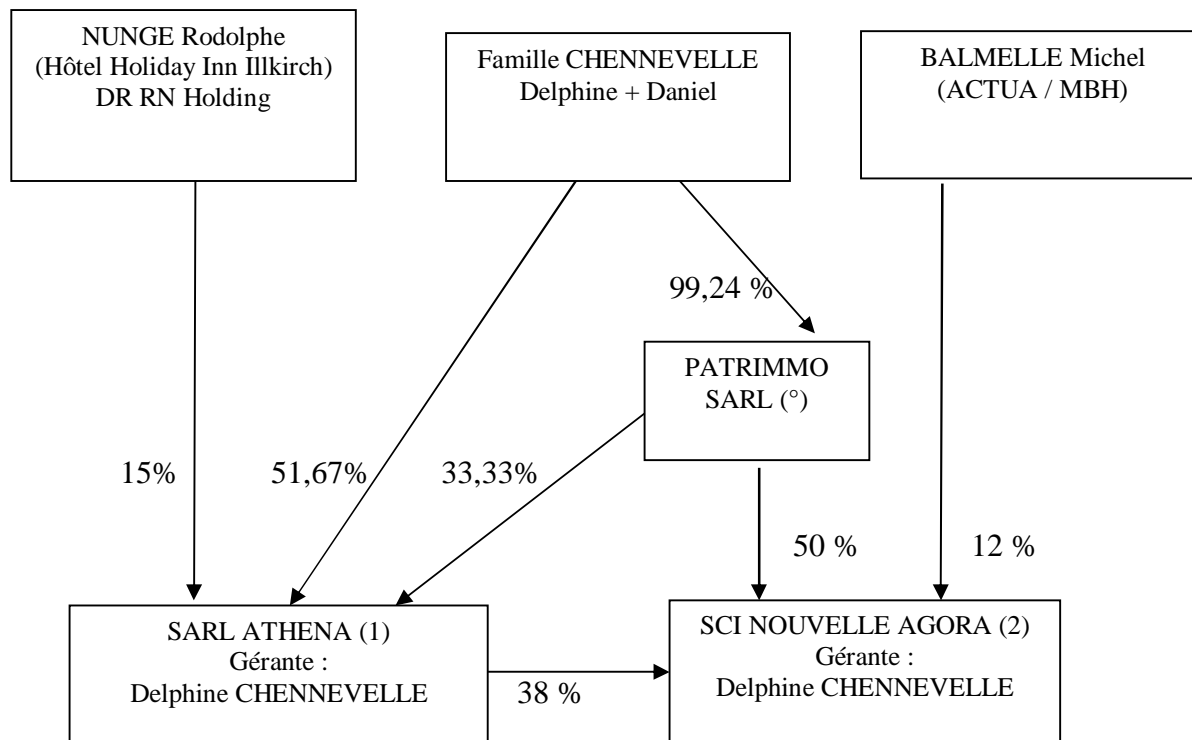 NUNGE Rodolphe
(Hôtel Holiday Inn Illkirch)
DR RN Holding
Famille CHENNEVELLE
Delphine + Daniel
BALMELLE Michel
(ACTUA / MBH)
99,24 %
PATRIMMO
SARL (°)
15%
51,67%
33,33%
50 %
12 %
SARL ATHENA (1)
Gérante :
Delphine CHENNEVELLE
38 %
SCI NOUVELLE AGORA (2)
Gérante :
Delphine CHENNEVELLE